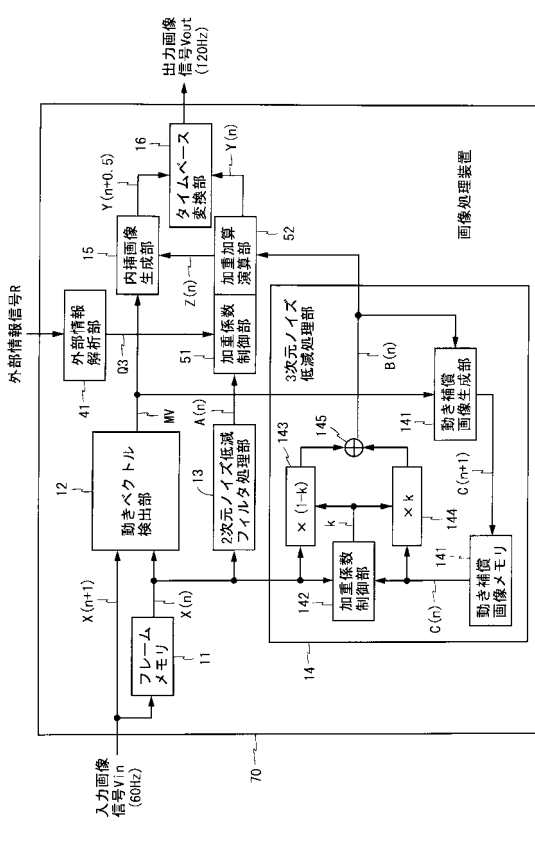 外部情報信号R
入力画像
信号Vin
(60Hz)
出力画像
信号Vout
(120Hz)
X(n+1)
フレーム
メモリ
11
X(n)
12
動きベクトル
検出部
MV
41
外部情報
解析部
Q3
15
内挿画像
生成部
Y(n+0.5)
16
タイムベース
変換部
Y(n)
Z(n)
13
2次元ノイズ低減
フィルタ処理部
A(n)
51
加重係数
制御部
加重加算
演算部
52
画像処理装置
70
14
3次元ノイズ
低減処理部
142
加重係数
制御部
k
143
×(1-k)
×k
144
145
B(n)
141
動き補償
画像生成部
C(n+1)
141
動き補償
画像メモリ
C(n)